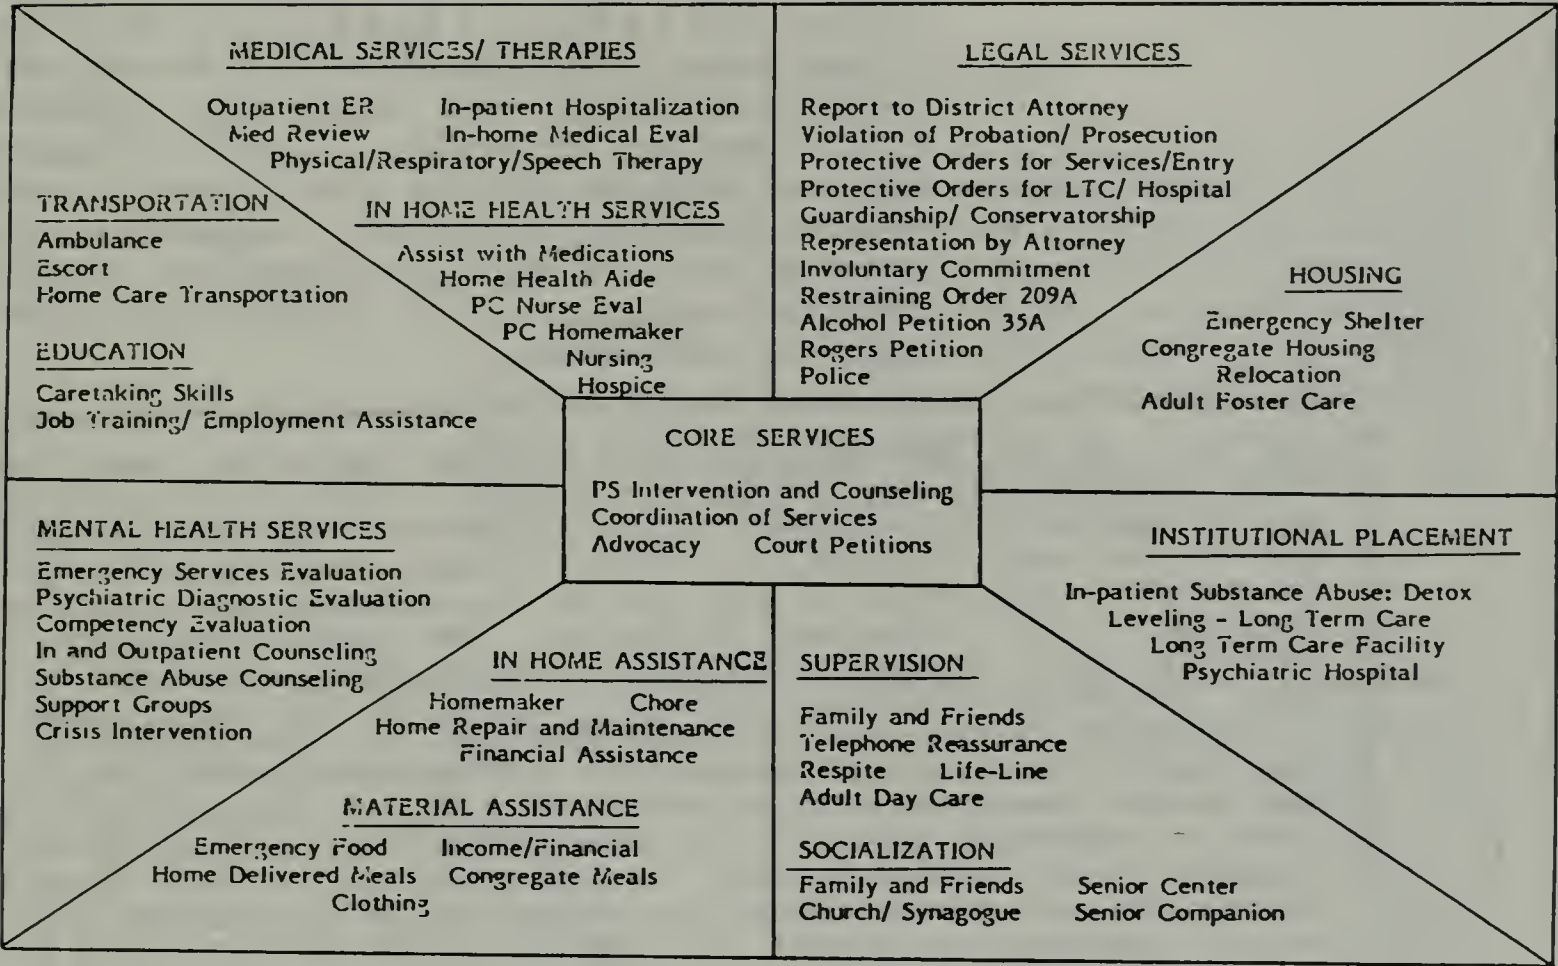 MEDICAL SERVICES/ THERAPIES
Outpatient ER In-patient Hospitalization
Med Review In-home Medical Eval
Physical/Respiratory/Speech Therapy
IN HOME HEALTH SERVICES
Assist with Medications
Home Health Aide
PC Nurse Eval
PC Homemaker
Nursing
Hospice
LEGAL SERVICES
Report to District Attorney
Violation of Probation/ Prosecution
Protective Orders for Services/Entry
Protective Orders for LTC/ Hospital
Guardianship/ Conservatorship
Representation by Attorney
Involuntary Commitment
Restraining Order 209A
Alcohol Petition 35A
Rogers Petition
Police
TRANSPORTATION
Ambulance
Escort
Home Care Transportation
EDUCATION
Caretaking Skills
Job Training/ Employment Assistance
HOUSING
Emergency Shelter
Congregate Housing
Relocation
Adult Foster Care
CORE SERVICES
PS Intervention and Counseling
Coordination of Services
Advocacy Court Petitions
MENTAL HEALTH SERVICES
Emergency Services Evaluation
Psychiatric Diagnostic Evaluation
Competency Evaluation
In and Outpatient Counseling
Substance Abuse Counseling
Support Groups
Crisis Intervention
INSTITUTIONAL PLACEMENT
In-patient Substance Abuse: Detox
Leveling - Long Term Care
Long Term Care Facility
Psychiatric Hospital
IN HOME ASSISTANCE
Homemaker Chore
Home Repair and Maintenance
Financial Assistance
MATERIAL ASSISTANCE
Emergency Food Income/Financial
Home Delivered Meals Congregate Meals
Clothing
SUPERVISION
Family and Friends
Telephone Reassurance
Respite Life-Line
Adult Day Care
SOCIALIZATION
Family and Friends Senior Center
Church/ Synagogue Senior Companion